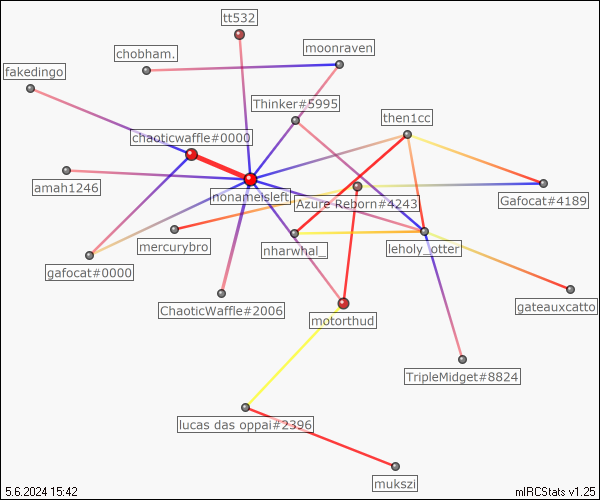 tt532
chobham.
moonraven
fakedingo
Thinker#5995
then1cc
chaoticwaffle#0000
amah1246
nonameisleft
Azure Reborn#4243
Gafocat#4189
mercurybro
nharwhal_
leholy_otter
gafocat#0000
ChaoticWaffle#2006
gateauxcatto
motorthud
TripleMidget#8824
lucas das oppai#2396
mukszi
5.6.2024 15:42
mIRCStats v1.25